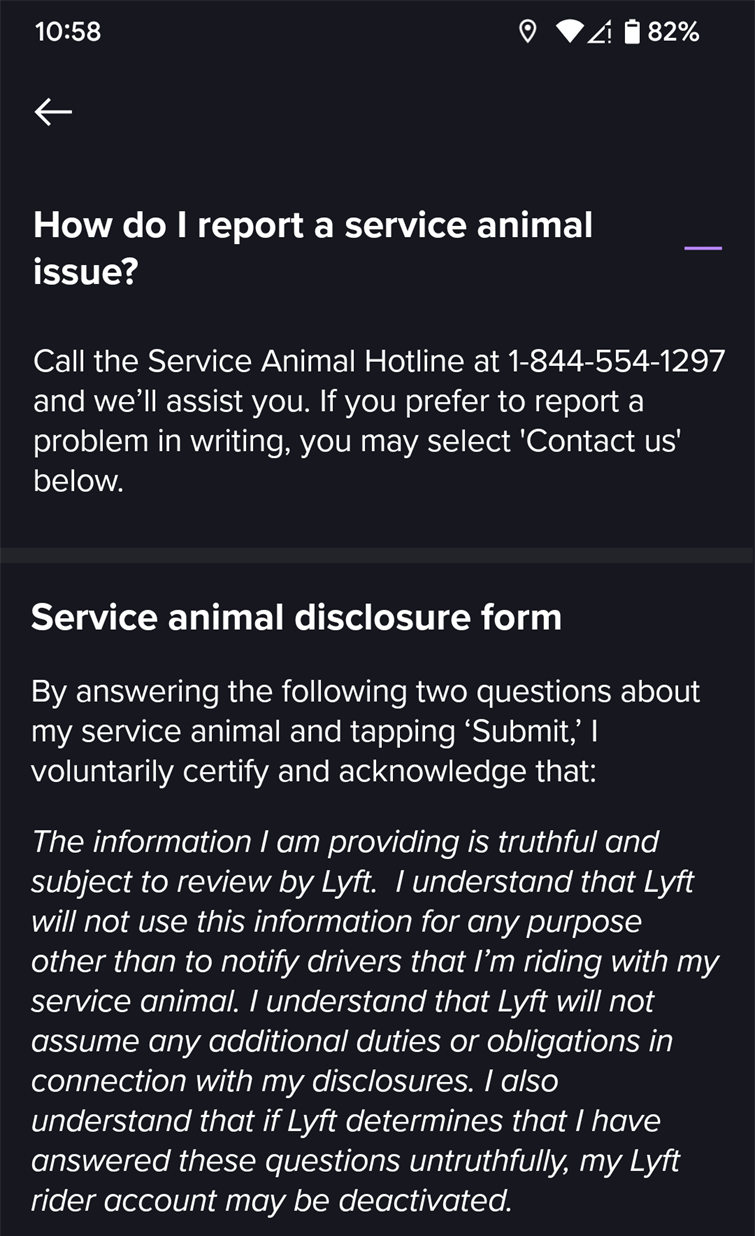 10:58
82%
How do I report a service animal
issue?
Call the Service Animal Hotline at 1-844-554-1297
and we’ll assist you. If you prefer to report a
problem in writing, you may select 'Contact us'
below.
Service animal disclosure form
By answering the following two questions about
my service animal and tapping ‘Submit,’ I
voluntarily certify and acknowledge that:
The information I am providing is truthful and
subject to review by Lyft.  I understand that Lyft
will not use this information for any purpose
other than to notify drivers that I’m riding with my
service animal. I understand that Lyft will not
assume any additional duties or obligations in
connection with my disclosures. I also
understand that if Lyft determines that I have
answered these questions untruthfully, my Lyft
rider account may be deactivated.